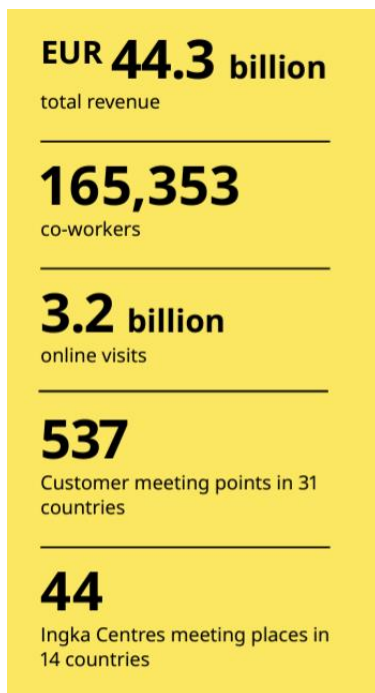 EUR 44.3 billion
total revenue
165,353
co-workers
3.2 billion
online visits
537
Customer meeting points in 31
countries
44
Ingka Centres meeting places in
14 countries